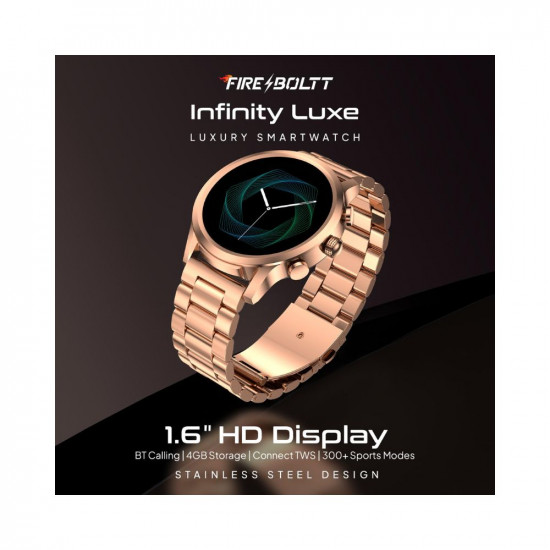 FIRE BOLTT
Infinity Luxe
LUXURY SMARTWATCH
1.6" HD Display
BT Calling | 4GB Storage | Connect TWS | 300+ Sports Modes
STAINLESS STEEL DESIGN